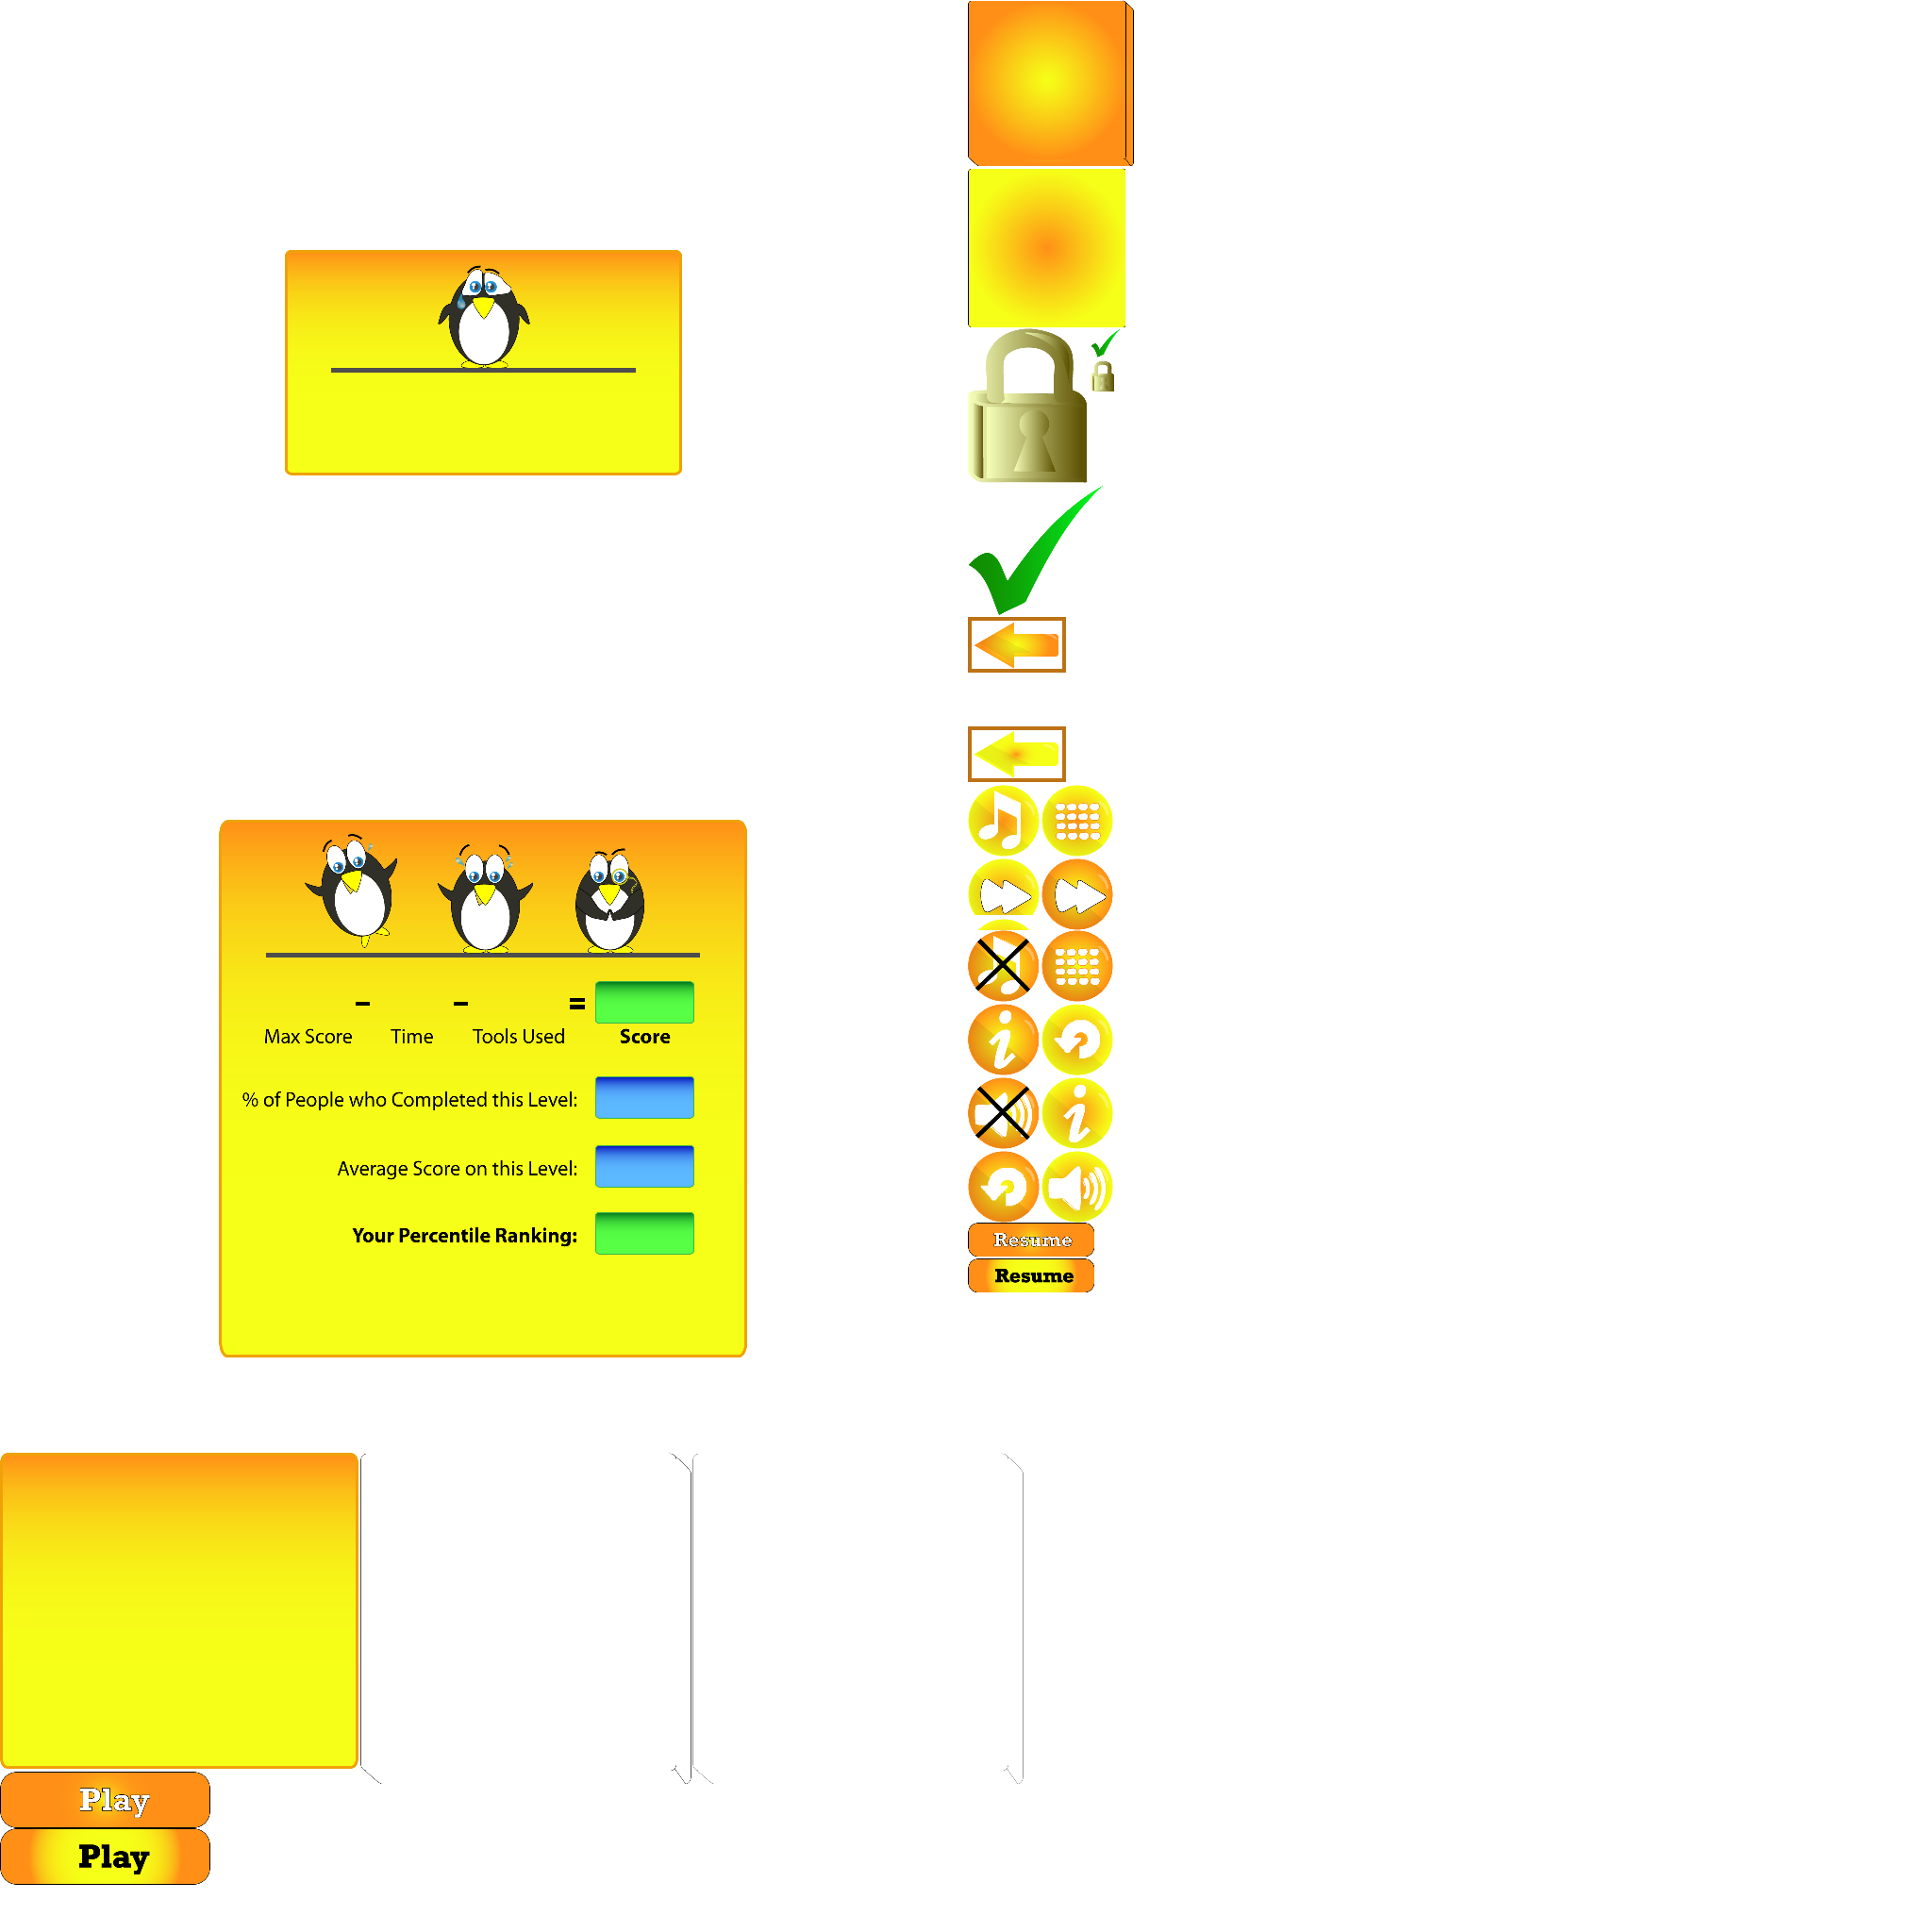 - - =
Max Score Time Tools Used Score
% of People who Completed this Level:
Average Score on this Level:
Your Percentile Ranking:
Resume
Resume
Play
Play